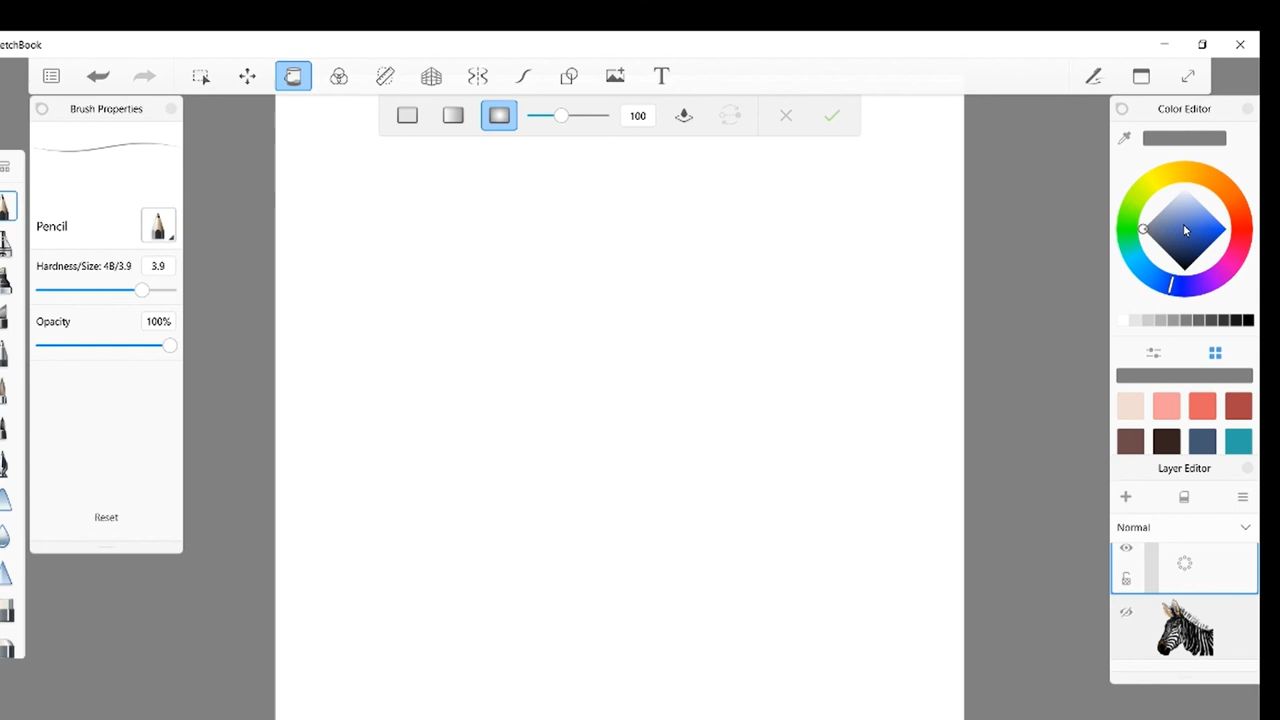 etchBook
T
Brush Properties
100
Color Editor
Pencil
Hardness/Size: 4B/3.9 3.9
Opacity 100%
Reset
Layer Editor
Normal